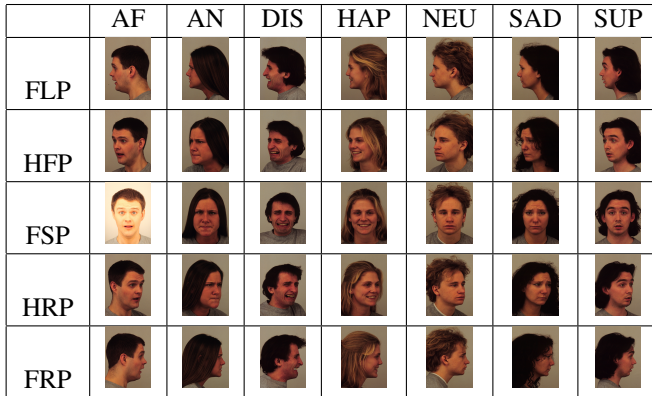 AF AN DIS HAP NEU SAD SUP
FLP
HFP
FSP
HRP
FRP